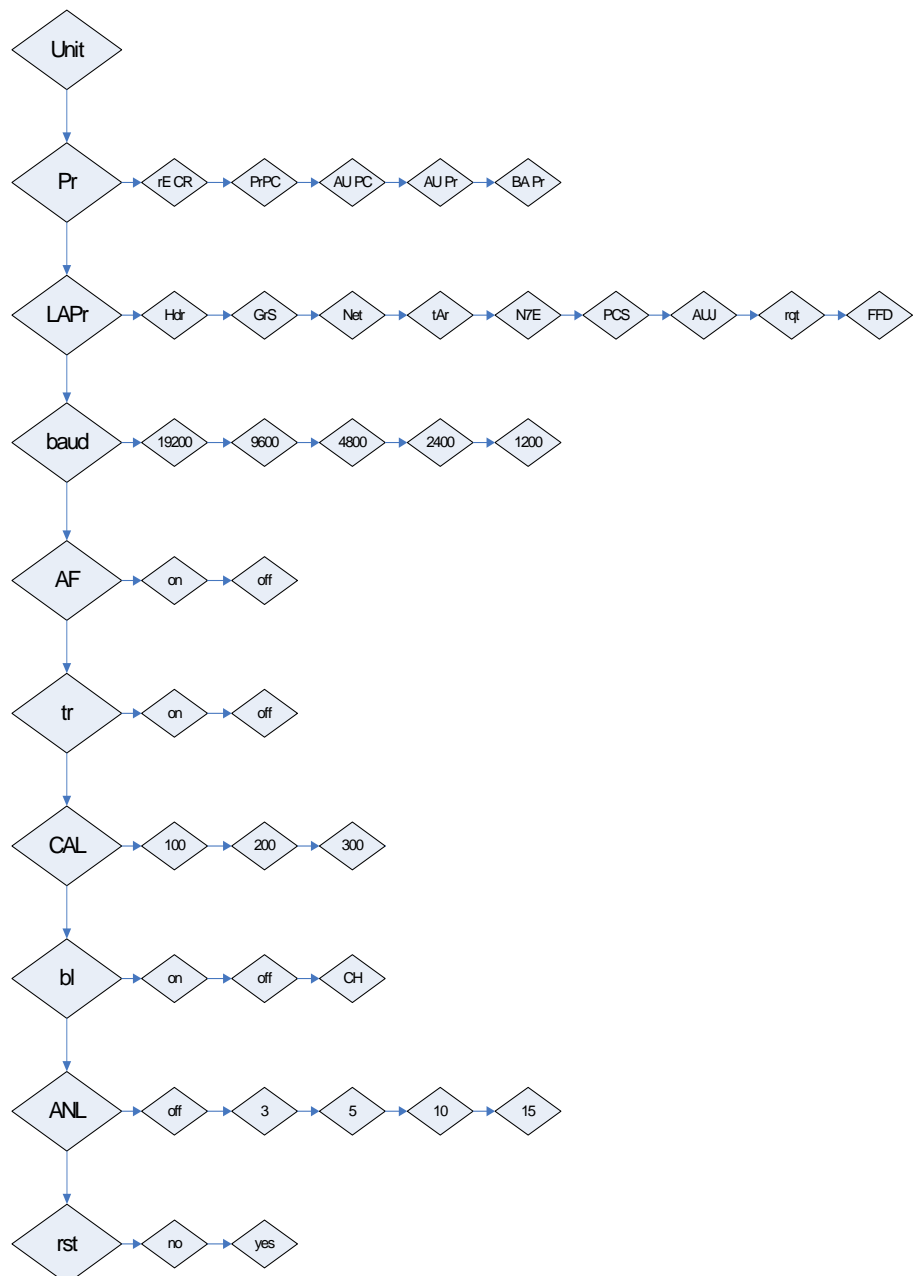 Unit
Pr rE CR PrPC AU PC AU Pr BA Pr
LAPr Hdr GrS Net tAr N7E PCS AUJ rqt FFD
baud 19200 9600 4800 2400 1200
AF on off
tr on off
CAL 100 200 300
bl on off CH
ANL off 3 5 10 15
rst no yes